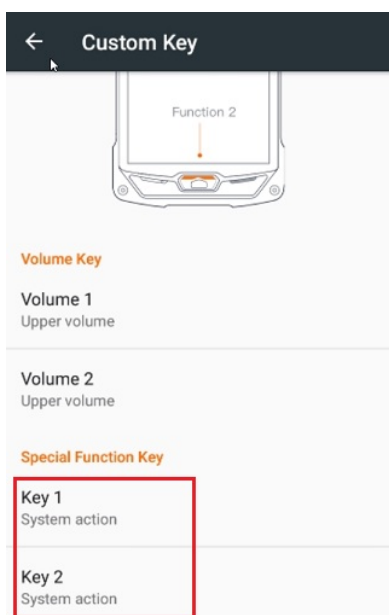 Custom Key
Function 2
Volume Key
Volume 1
Upper volume
Volume 2
Upper volume
Special Function Key
Key 1
System action
Key 2
System action